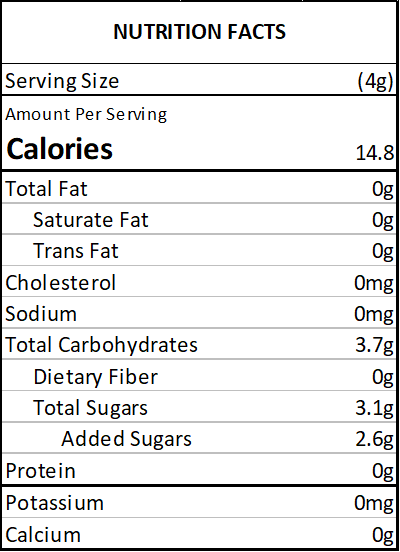 NUTRITION FACTS
Serving Size (4g)
Amount Per Serving
Calories 14.8
Total Fat 0g
Saturate Fat 0g
Trans Fat 0g
Cholesterol 0mg
Sodium 0mg
Total Carbohydrates 3.7g
Dietary Fiber 0g
Total Sugars 3.1g
Added Sugars 2.6g
Protein 0g
Potassium 0mg
Calcium 0g